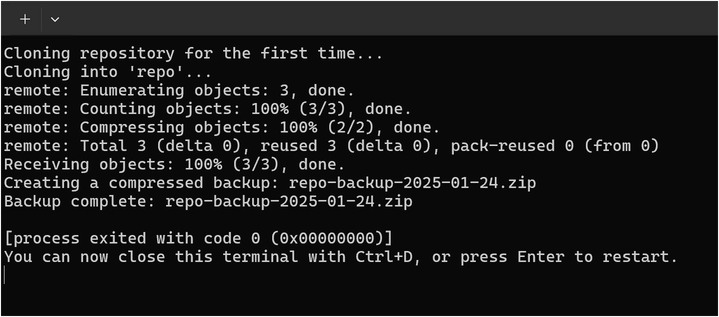 Cloning repository for the first time...
Cloning into 'repo'...
remote: Enumerating objects: 3, done.
remote: Counting objects: 100% (3/3), done.
remote: Compressing objects: 100% (2/2), done.
remote: Total 3 (delta 0), reused 3 (delta 0), pack-reused 0 (from 0)
Receiving objects: 100% (3/3), done.
Creating a compressed backup: repo-backup-2025-01-24.zip
Backup complete: repo-backup-2025-01-24.zip
[process exited with code 0 (0x00000000)]
You can now close this terminal with Ctrl+D, or press Enter to restart.